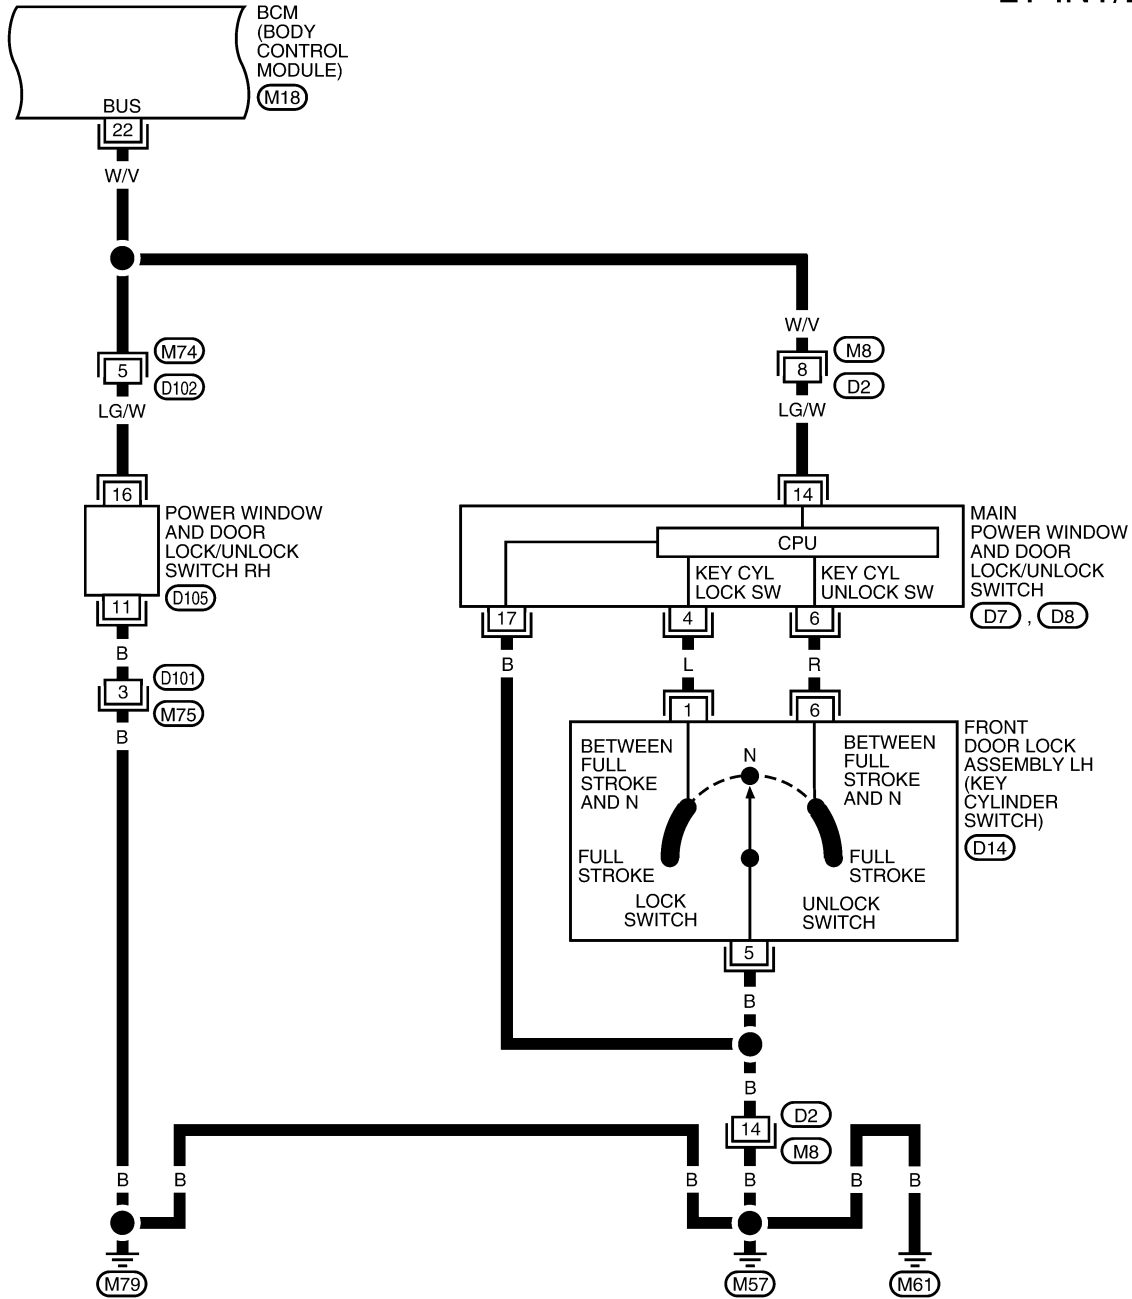 BCM
(BODY
CONTROL
MODULE)
M18
BUS
22
W/V
W/V
M74
5
D102
LG/W
M8
8
D2
LG/W
16
POWER WINDOW
AND DOOR
LOCK/UNLOCK
SWITCH RH
D105
11
B
D101
3
M75
B
14
CPU
KEY CYL
LOCK SW
KEY CYL
UNLOCK SW
MAIN
POWER WINDOW
AND DOOR
LOCK/UNLOCK
SWITCH
D7 , D8
17
4
6
B
L
R
1
6
BETWEEN
FULL
STROKE
AND N
N
BETWEEN
FULL
STROKE
AND N
FULL
STROKE
FULL
STROKE
LOCK
SWITCH
UNLOCK
SWITCH
FRONT
DOOR LOCK
ASSEMBLY LH
(KEY
CYLINDER
SWITCH)
D14
5
B
B
D2
14
M8
B
B
B
B
B
B
M79
M57
M61